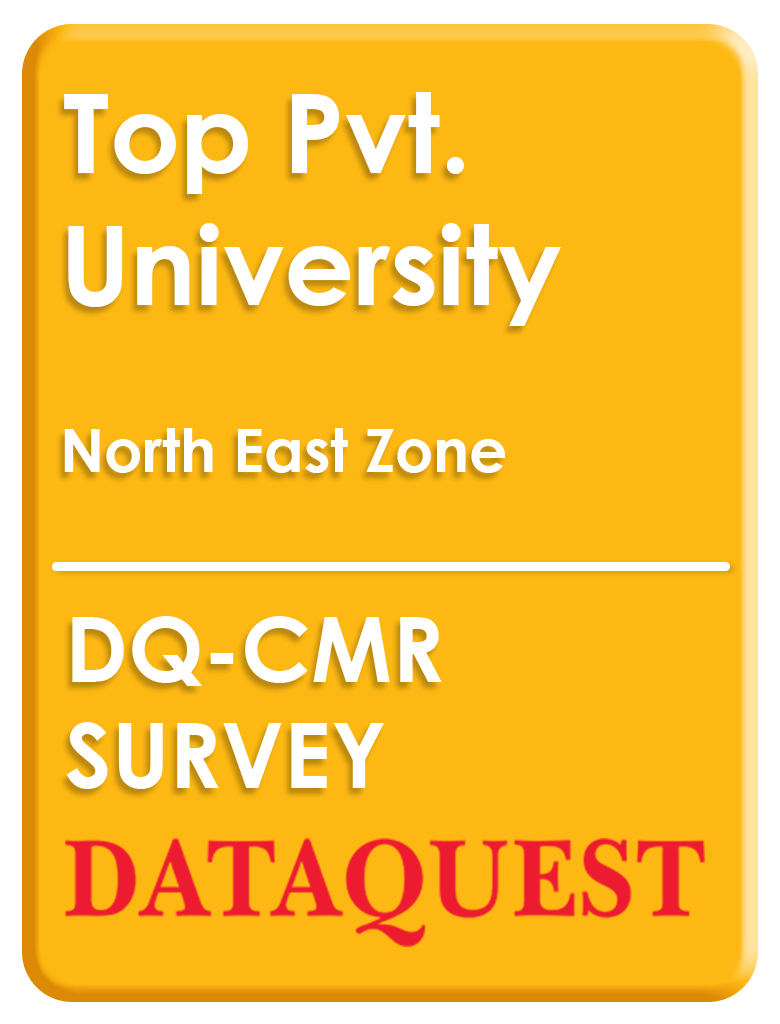 Top Pvt.
University
North East Zone
DQ-CMR
SURVEY
DATAQUEST